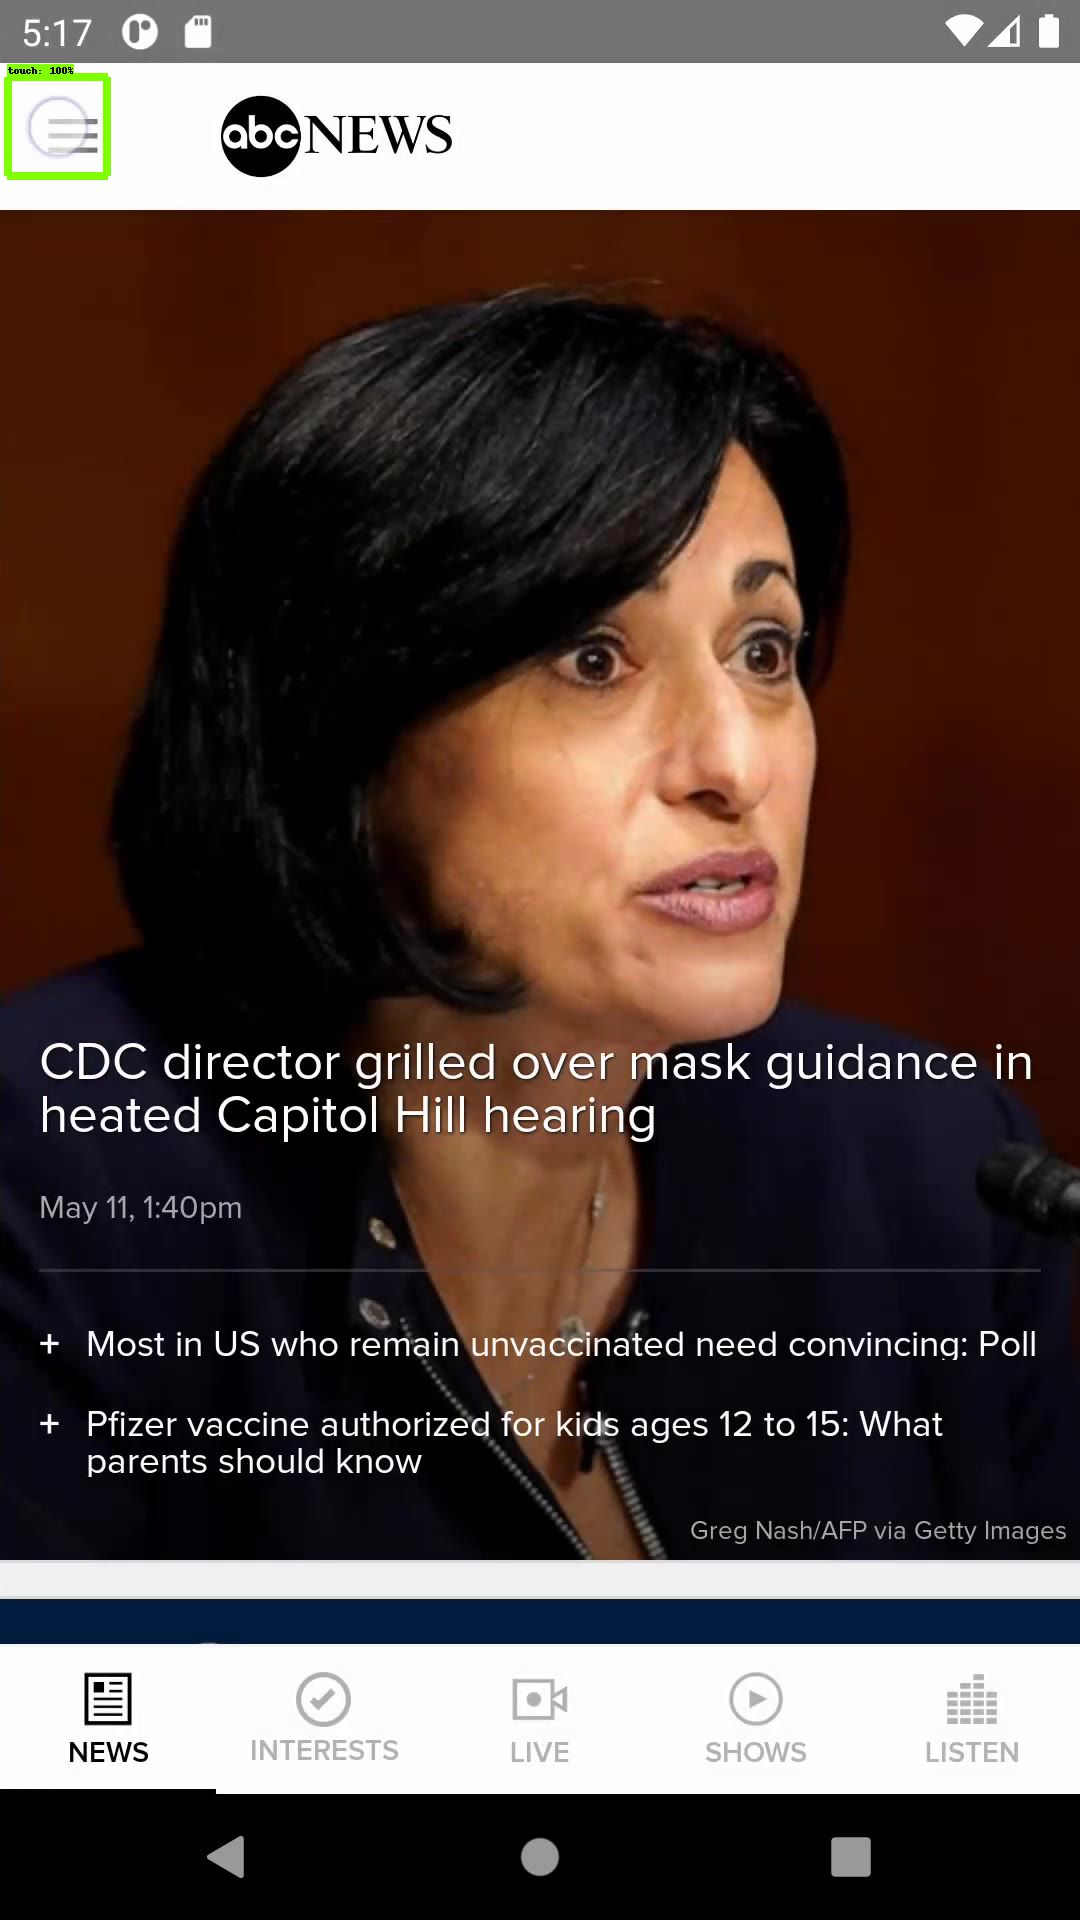 5:17
touch: 100%
abc NEWS
CDC director grilled over mask guidance in
heated Capitol Hill hearing
May 11, 1:40pm
+ Most in US who remain unvaccinated need convincing: Poll
+ Pfizer vaccine authorized for kids ages 12 to 15: What
parents should know
Greg Nash/AFP via Getty Images
NEWS
INTERESTS
LIVE
SHOWS
LISTEN